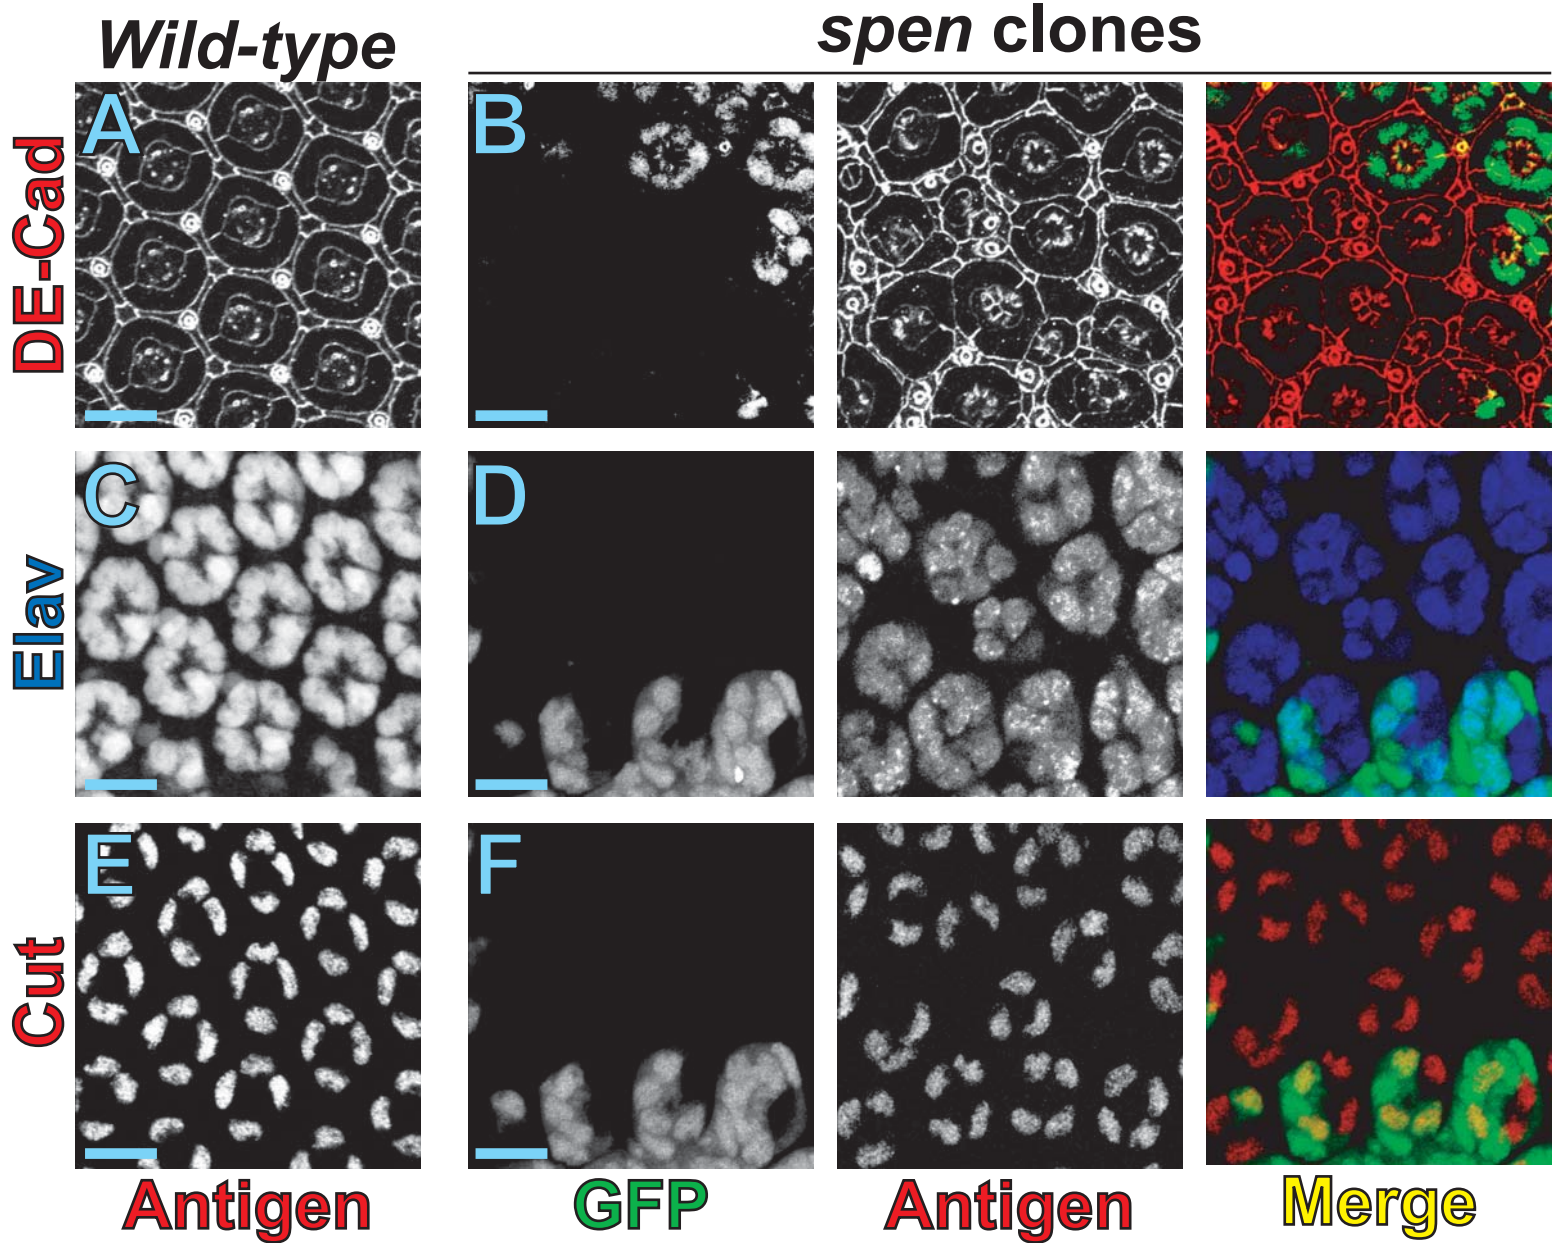 Wild-type
spen clones
DE-Cad
A
B
Elav
C
D
Cut
E
F
Antigen
GFP
Antigen
Merge